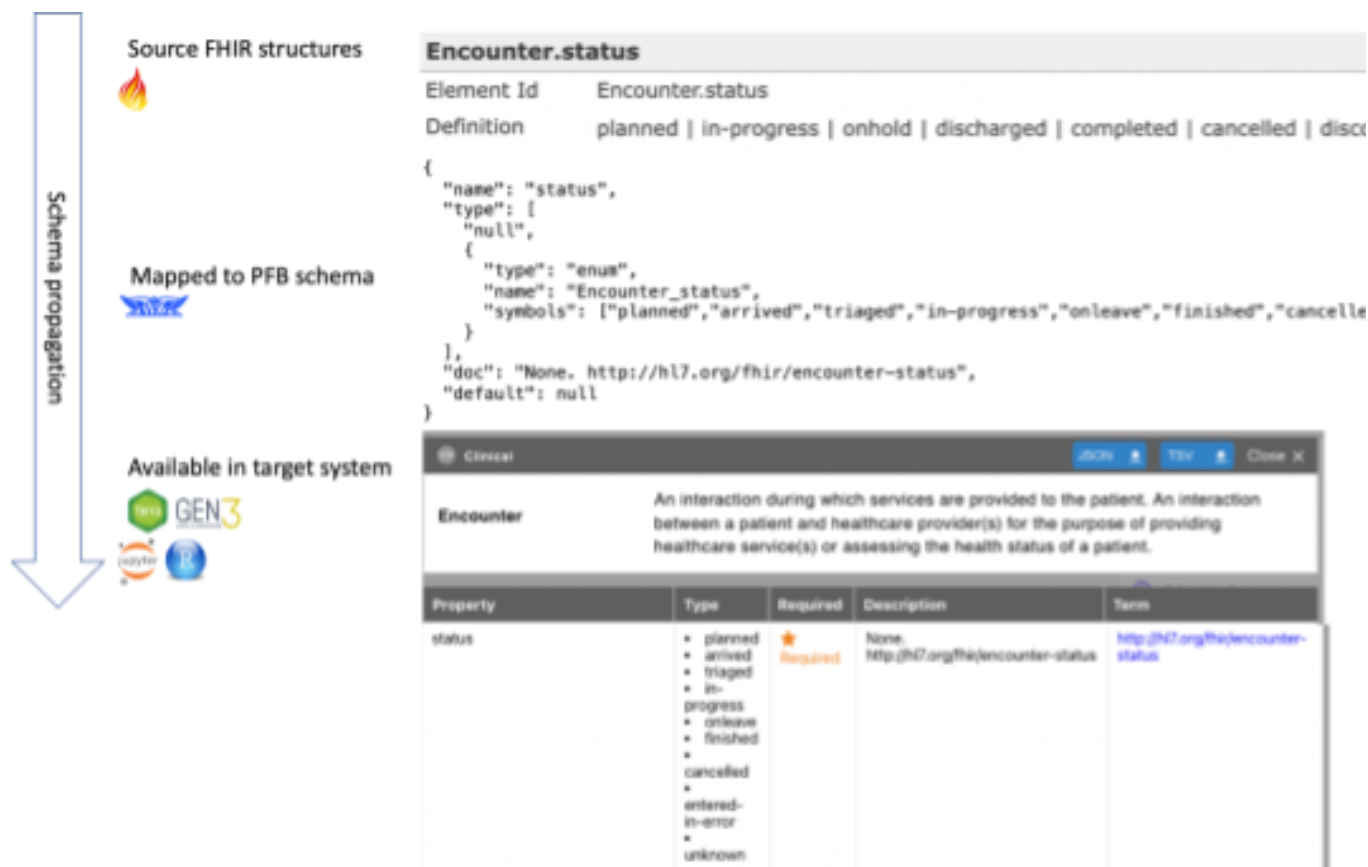 Schema propagation
Source FHIR structures
Encounter.status
Element Id Encounter.status
Definition planned | in-progress | onhold | discharged | completed | cancelled | disco
Mapped to PFB schema
{
"name": "status",
"type": [
"null",
{
"type": "enum",
"name": "Encounter_status",
"symbols": ["planned","arrived","triaged","in-progress","onleave","finished","cancelle
}
],
"doc": "None. http://hl7.org/fhir/encounter-status",
"default": null
}
Available in target system
GEN3
R
Clinical JSON TSV Close X
Encounter
An interaction during which services are provided to the patient. An interaction
between a patient and healthcare provider(s) for the purpose of providing
healthcare service(s) or assessing the health status of a patient.
Property Type Required Description Term
status
• planned
• arrived
• triaged
• in-
progress
• onleave
• finished
•
cancelled
•
entered-
in-error
•
unknown
Required
None.
http://hl7.org/fhir/encounter-status
http://hl7.org/fhir/encounter-
status